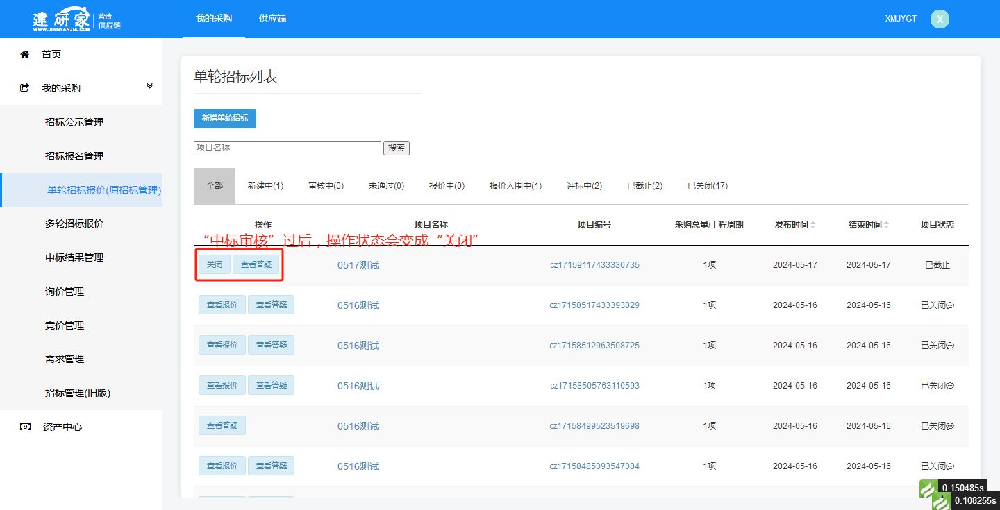 建研家
WWW.JIANYANJIA.COM
营造
供应链
我的采购
供应端
XMJYGT
X
首页
我的采购
招标公示管理
招标报名管理
单轮招标报价(原招标管理)
多轮招标报价
中标结果管理
询价管理
竞价管理
需求管理
招标管理(旧版)
资产中心
单轮招标列表
新增单轮招标
项目名称 搜索
全部 新建中(1) 审核中(0) 未通过(0) 报价中(0) 报价入围中(1) 评标中(2) 已截止(2) 已关闭(17)
操作 项目名称 项目编号 采购总量/工程周期 发布时间 结束时间 项目状态
“中标审核”过后，操作状态会变成“关闭”
关闭 查看答疑 0517测试 cz17159117433330735 1项 2024-05-17 2024-05-17 已截止
查看报价 查看答疑 0516测试 cz17158517433393829 1项 2024-05-16 2024-05-16 已关闭
查看报价 查看答疑 0516测试 cz17158512963508725 1项 2024-05-16 2024-05-16 已关闭
查看报价 查看答疑 0516测试 cz17158505763110593 1项 2024-05-16 2024-05-16 已关闭
查看答疑 0516测试 cz17158499523519698 1项 2024-05-16 2024-05-16 已关闭
查看报价 查看答疑 0516测试 cz17158485093547084 1项 2024-05-16 2024-05-16 已关闭
0.150485s
0.108255s